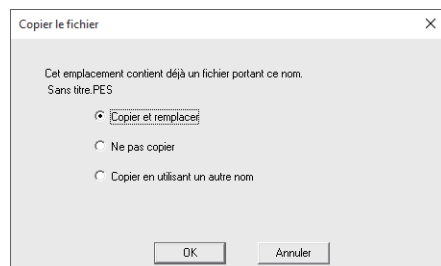 Copier le fichier
Cet emplacement contient déjà un fichier portant ce nom.
Sans titre.PES
Copier et remplacer
Ne pas copier
Copier en utilisant un autre nom
OK
Annuler